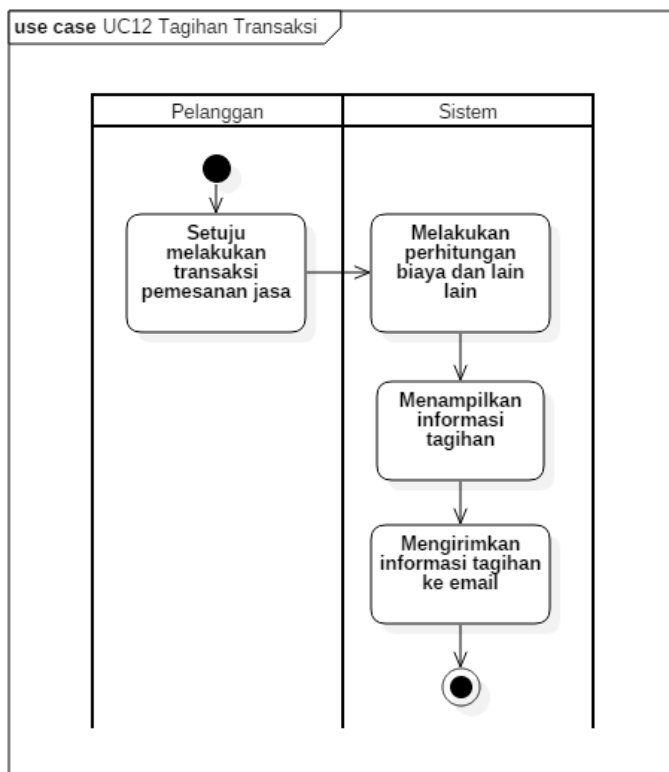 use case UC12 Tagihan Transaksi
Pelanggan
Sistem
Setuju
melakukan
transaksi
pemesanan jasa
Melakukan
perhitungan
biaya dan lain
lain
Menampilkan
informasi
tagihan
Mengirimkan
informasi tagihan
ke email